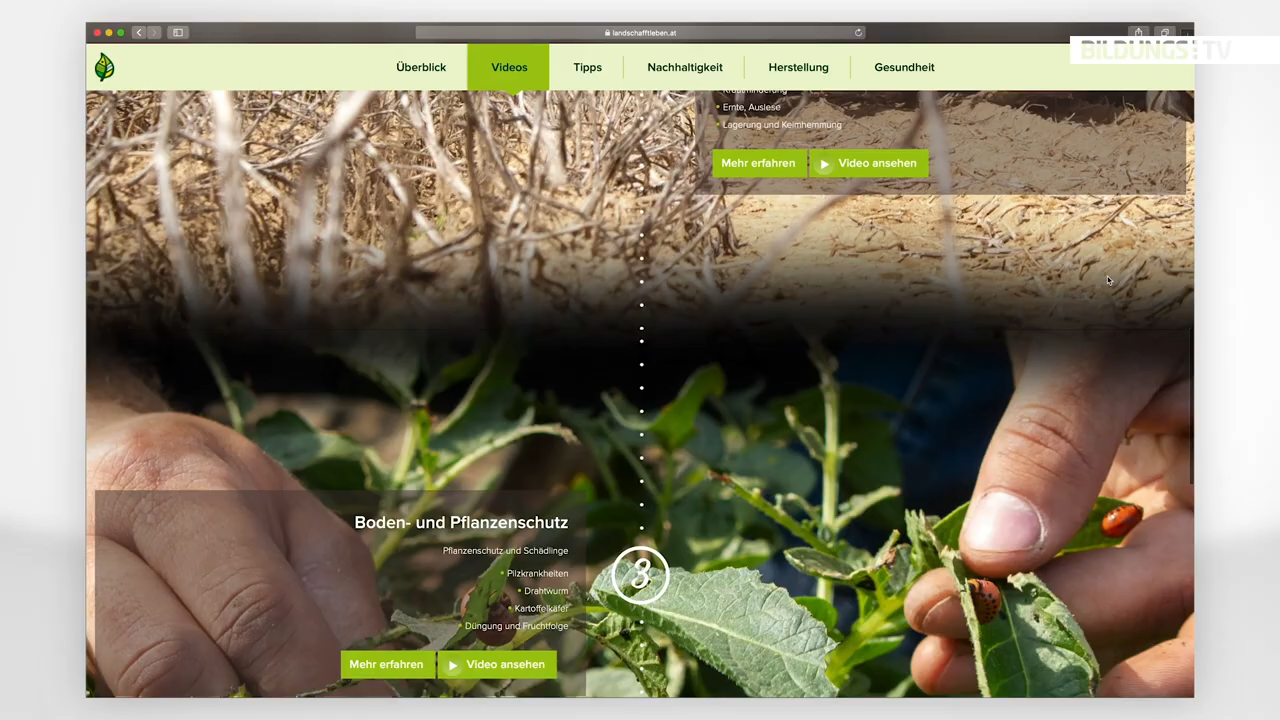 landschafftleben.at
BILDUNGS:TV
Überblick
Videos
Tipps
Nachhaltigkeit
Herstellung
Gesundheit
Krautminderung
Ernte, Auslese
Lagerung und Keimhemmung
Mehr erfahren
Video ansehen
Boden- und Pflanzenschutz
Pflanzenschutz und Schädlinge
Pilzkrankheiten
Drahtwurm
Kartoffelkäfer
Düngung und Fruchtfolge
3
Mehr erfahren
Video ansehen